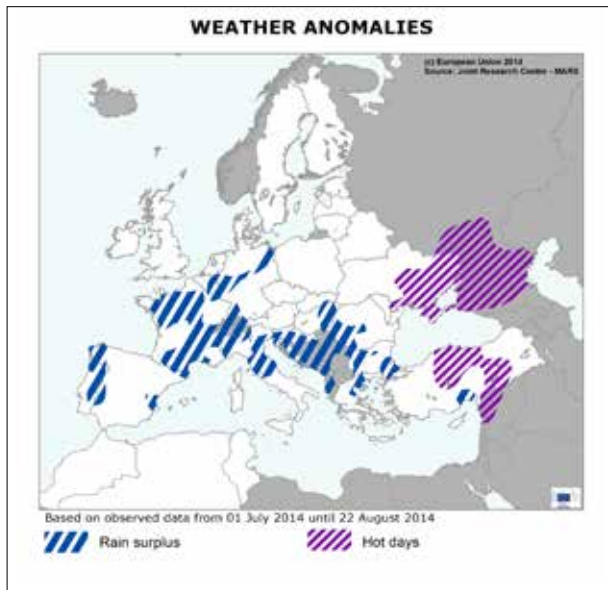 WEATHER ANOMALIES
(c) European Union 2014
Source: Joint Research Centre - MARS
Based on observed data from 01 July 2014 until 22 August 2014
Rain surplus
Hot days